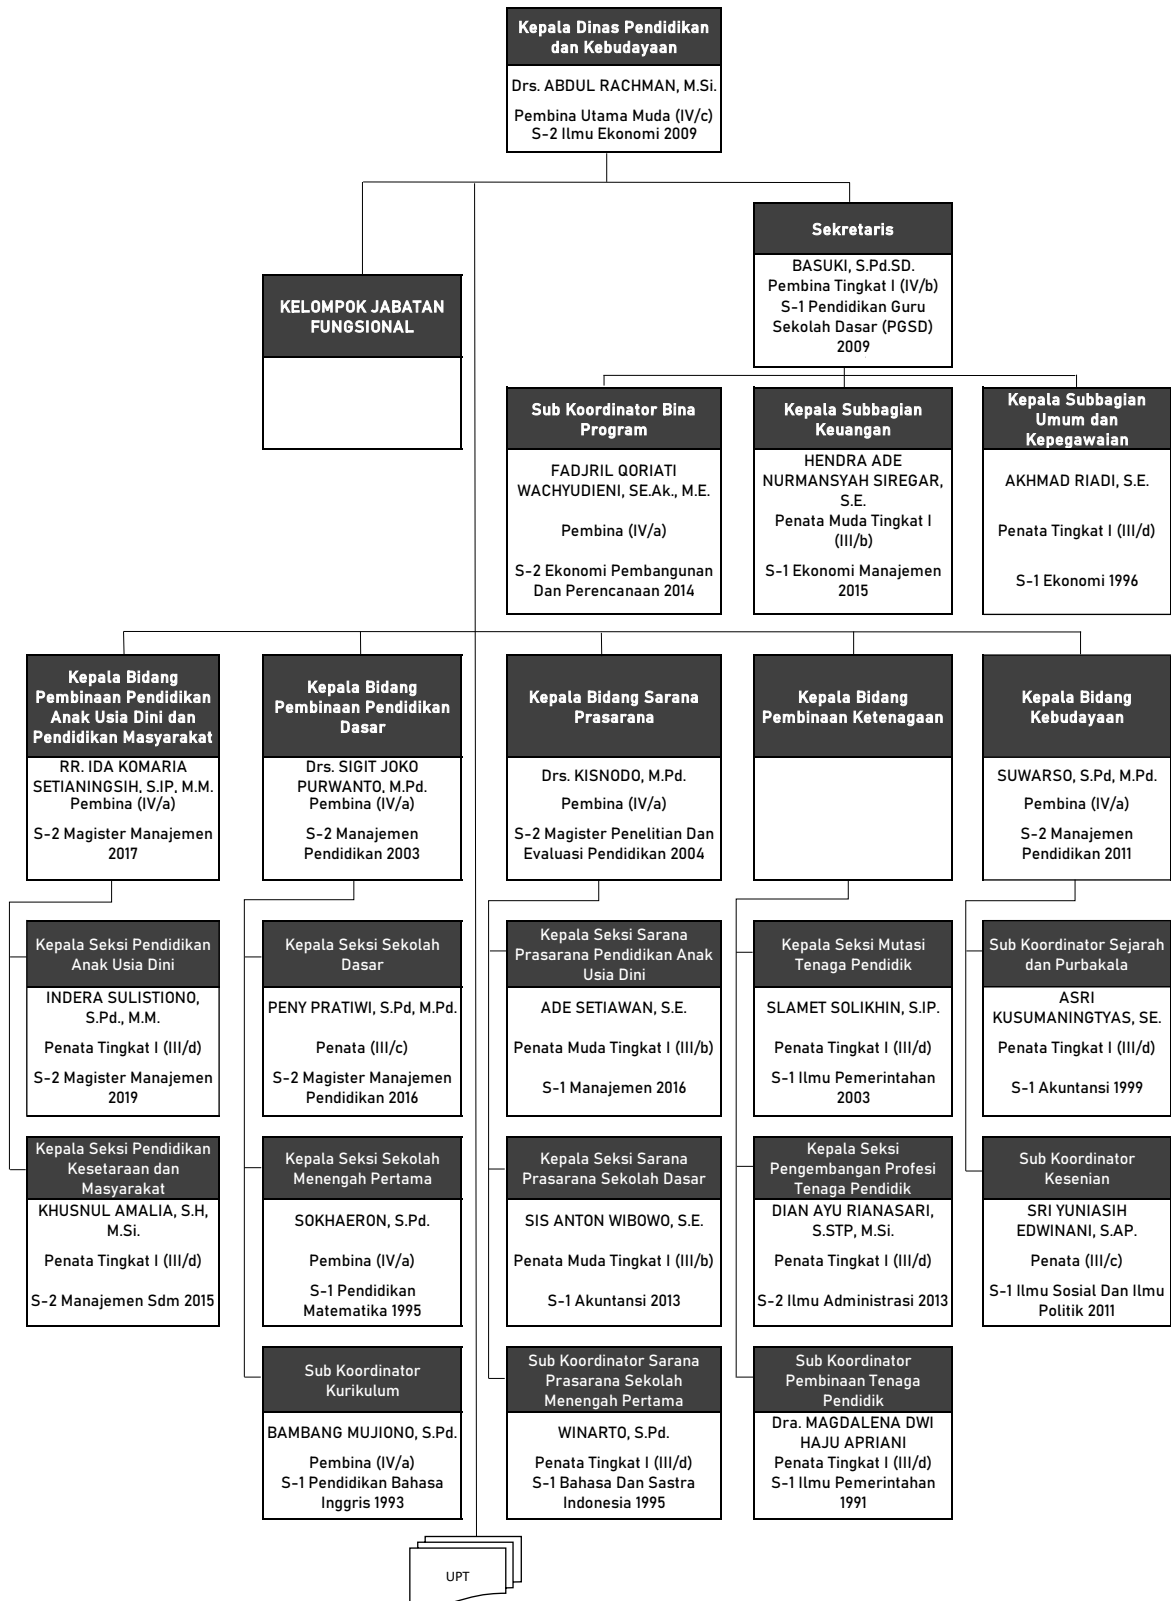 Kepala Dinas Pendidikan
dan Kebudayaan
Drs. ABDUL RACHMAN, M.Si.
Pembina Utama Muda (IV/c)
S-2 Ilmu Ekonomi 2009
Sekretaris
BASUKI, S.Pd.SD.
Pembina Tingkat I (IV/b)
S-1 Pendidikan Guru
Sekolah Dasar (PGSD)
2009
KELOMPOK JABATAN
FUNGSIONAL
Sub Koordinator Bina
Program
FADJRIL QORIATI
WACHYUDIENI, SE.Ak., M.E.
Pembina (IV/a)
S-2 Ekonomi Pembangunan
Dan Perencanaan 2014
Kepala Subbagian
Keuangan
HENDRA ADE
NURMANSYAH SIREGAR,
S.E.
Penata Muda Tingkat I
(III/b)
S-1 Ekonomi Manajemen
2015
Kepala Subbagian
Umum dan
Kepegawaian
AKHMAD RIADI, S.E.
Penata Tingkat I (III/d)
S-1 Ekonomi 1996
Kepala Bidang
Pembinaan Pendidikan
Anak Usia Dini dan
Pendidikan Masyarakat
RR. IDA KOMARIA
SETIANINGSIH, S.IP, M.M.
Pembina (IV/a)
S-2 Magister Manajemen
2017
Kepala Bidang
Pembinaan Pendidikan
Dasar
Drs. SIGIT JOKO
PURWANTO, M.Pd.
Pembina (IV/a)
S-2 Manajemen
Pendidikan 2003
Kepala Bidang Sarana
Prasarana
Drs. KISNODO, M.Pd.
Pembina (IV/a)
S-2 Magister Penelitian Dan
Evaluasi Pendidikan 2004
Kepala Bidang
Pembinaan Ketenagaan
Kepala Bidang
Kebudayaan
SUWARSO, S.Pd, M.Pd.
Pembina (IV/a)
S-2 Manajemen
Pendidikan 2011
Kepala Seksi Pendidikan
Anak Usia Dini
INDERA SULISTIONO,
S.Pd., M.M.
Penata Tingkat I (III/d)
S-2 Magister Manajemen
2019
Kepala Seksi Sekolah
Dasar
PENY PRATIWI, S.Pd, M.Pd.
Penata (III/c)
S-2 Magister Manajemen
Pendidikan 2016
Kepala Seksi Sarana
Prasarana Pendidikan Anak
Usia Dini
ADE SETIAWAN, S.E.
Penata Muda Tingkat I (III/b)
S-1 Manajemen 2016
Kepala Seksi Mutasi
Tenaga Pendidik
SLAMET SOLIKHIN, S.IP.
Penata Tingkat I (III/d)
S-1 Ilmu Pemerintahan
2003
Sub Koordinator Sejarah
dan Purbakala
ASRI
KUSUMANINGTYAS, SE.
Penata Tingkat I (III/d)
S-1 Akuntansi 1999
Kepala Seksi Pendidikan
Kesetaraan dan
Masyarakat
KHUSNUL AMALIA, S.H,
M.Si.
Penata Tingkat I (III/d)
S-2 Manajemen Sdm 2015
Kepala Seksi Sekolah
Menengah Pertama
SOKHAERON, S.Pd.
Pembina (IV/a)
S-1 Pendidikan
Matematika 1995
Kepala Seksi Sarana
Prasarana Sekolah Dasar
SIS ANTON WIBOWO, S.E.
Penata Muda Tingkat I (III/b)
S-1 Akuntansi 2013
Kepala Seksi
Pengembangan Profesi
Tenaga Pendidik
DIAN AYU RIANASARI,
S.STP, M.Si.
Penata Tingkat I (III/d)
S-2 Ilmu Administrasi 2013
Sub Koordinator
Kesenian
SRI YUNIASIH
EDWINANI, S.AP.
Penata (III/c)
S-1 Ilmu Sosial Dan Ilmu
Politik 2011
Sub Koordinator
Kurikulum
BAMBANG MUJIONO, S.Pd.
Pembina (IV/a)
S-1 Pendidikan Bahasa
Inggris 1993
Sub Koordinator Sarana
Prasarana Sekolah
Menengah Pertama
WINARTO, S.Pd.
Penata Tingkat I (III/d)
S-1 Bahasa Dan Sastra
Indonesia 1995
Sub Koordinator
Pembinaan Tenaga
Pendidik
Dra. MAGDALENA DWI
HAJU APRIANI
Penata Tingkat I (III/d)
S-1 Ilmu Pemerintahan
1991
UPT